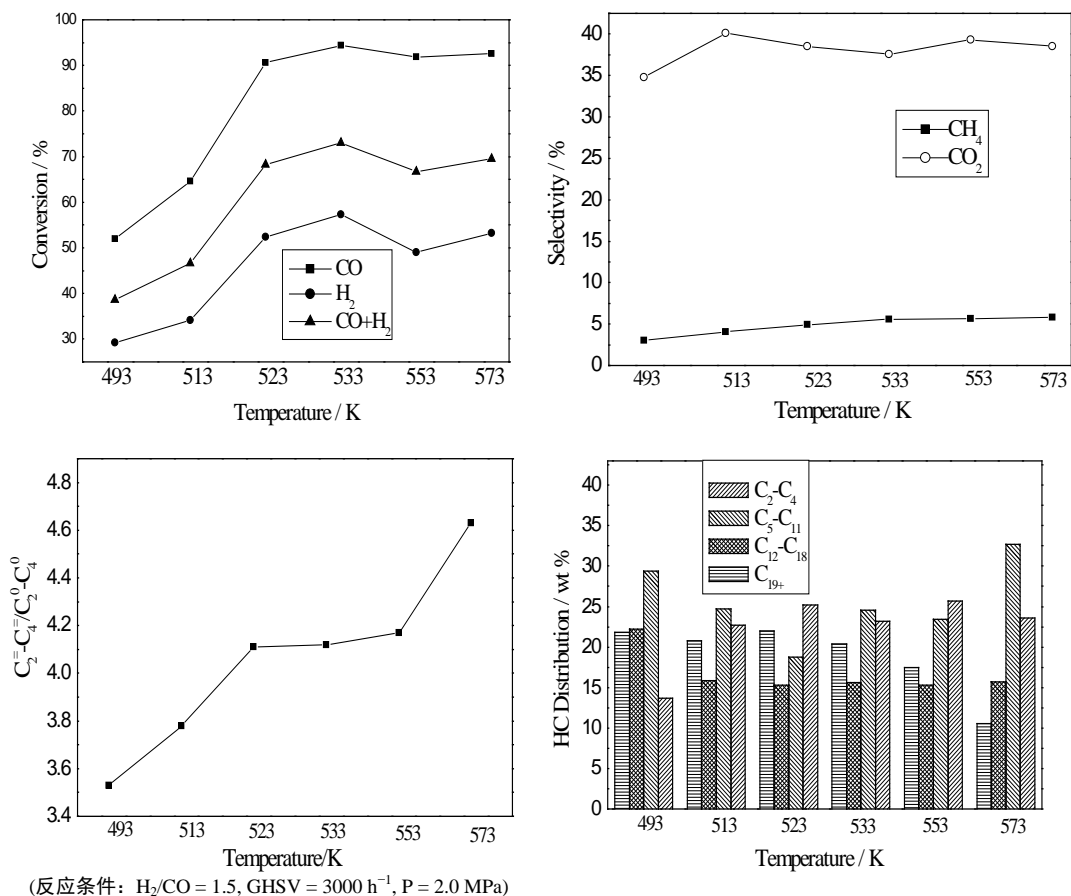 100
90
80
70
60
50
40
30
Conversion / %
CO
H₂
CO+H₂
493 513 523 533 553 573
Temperature / K
40
35
30
25
20
15
10
5
0
Selectivity / %
CH₄
CO₂
493 513 523 533 553 573
Temperature / K
4.8
4.6
4.4
4.2
4.0
3.8
3.6
3.4
C₂⁼-C₄⁼/C₂⁰-C₄⁰
493 513 523 533 553 573
Temperature/K
40
35
30
25
20
15
10
5
0
HC Distribution / wt %
C₂-C₄
C₅-C₁₁
C₁₂-C₁₈
C₁₉₊
493 513 523 533 553 573
Temperature / K
(反应条件：H₂/CO = 1.5, GHSV = 3000 h⁻¹, P = 2.0 MPa)